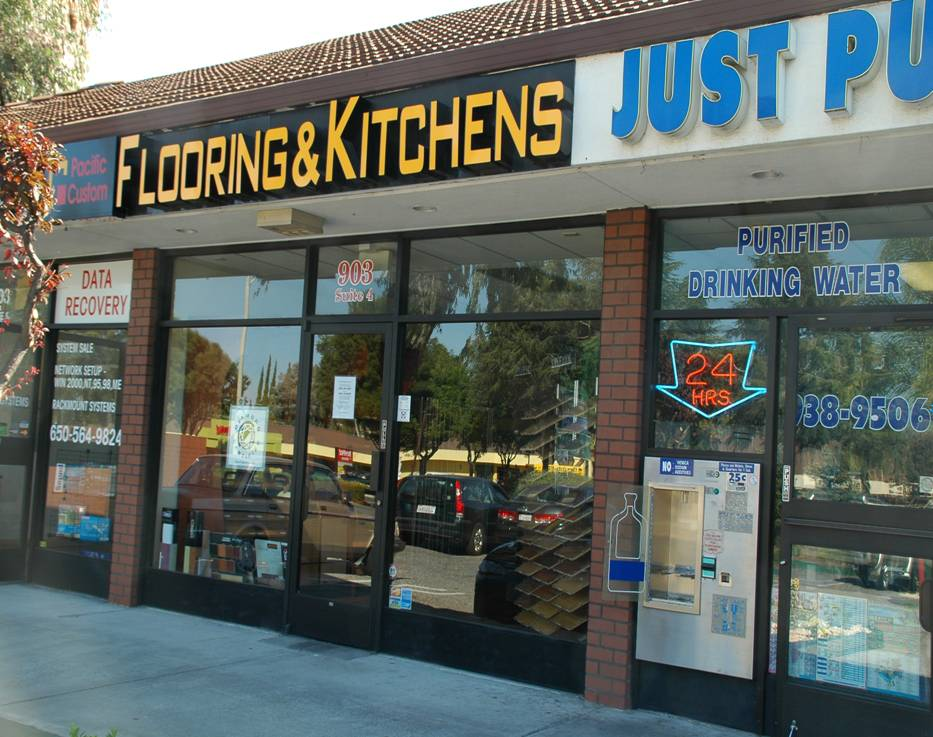 Pacific
Custom
FLOORING & KITCHENS
JUST PU
DATA
RECOVERY
SYSTEM SALE
NETWORK SETUP -
WIN 2000,NT,95,98,ME
RACKMOUNT SYSTEMS
650-564-9824
903
Suite 4
PURIFIED
DRINKING WATER
24
HRS.
938-9506
NO
25¢